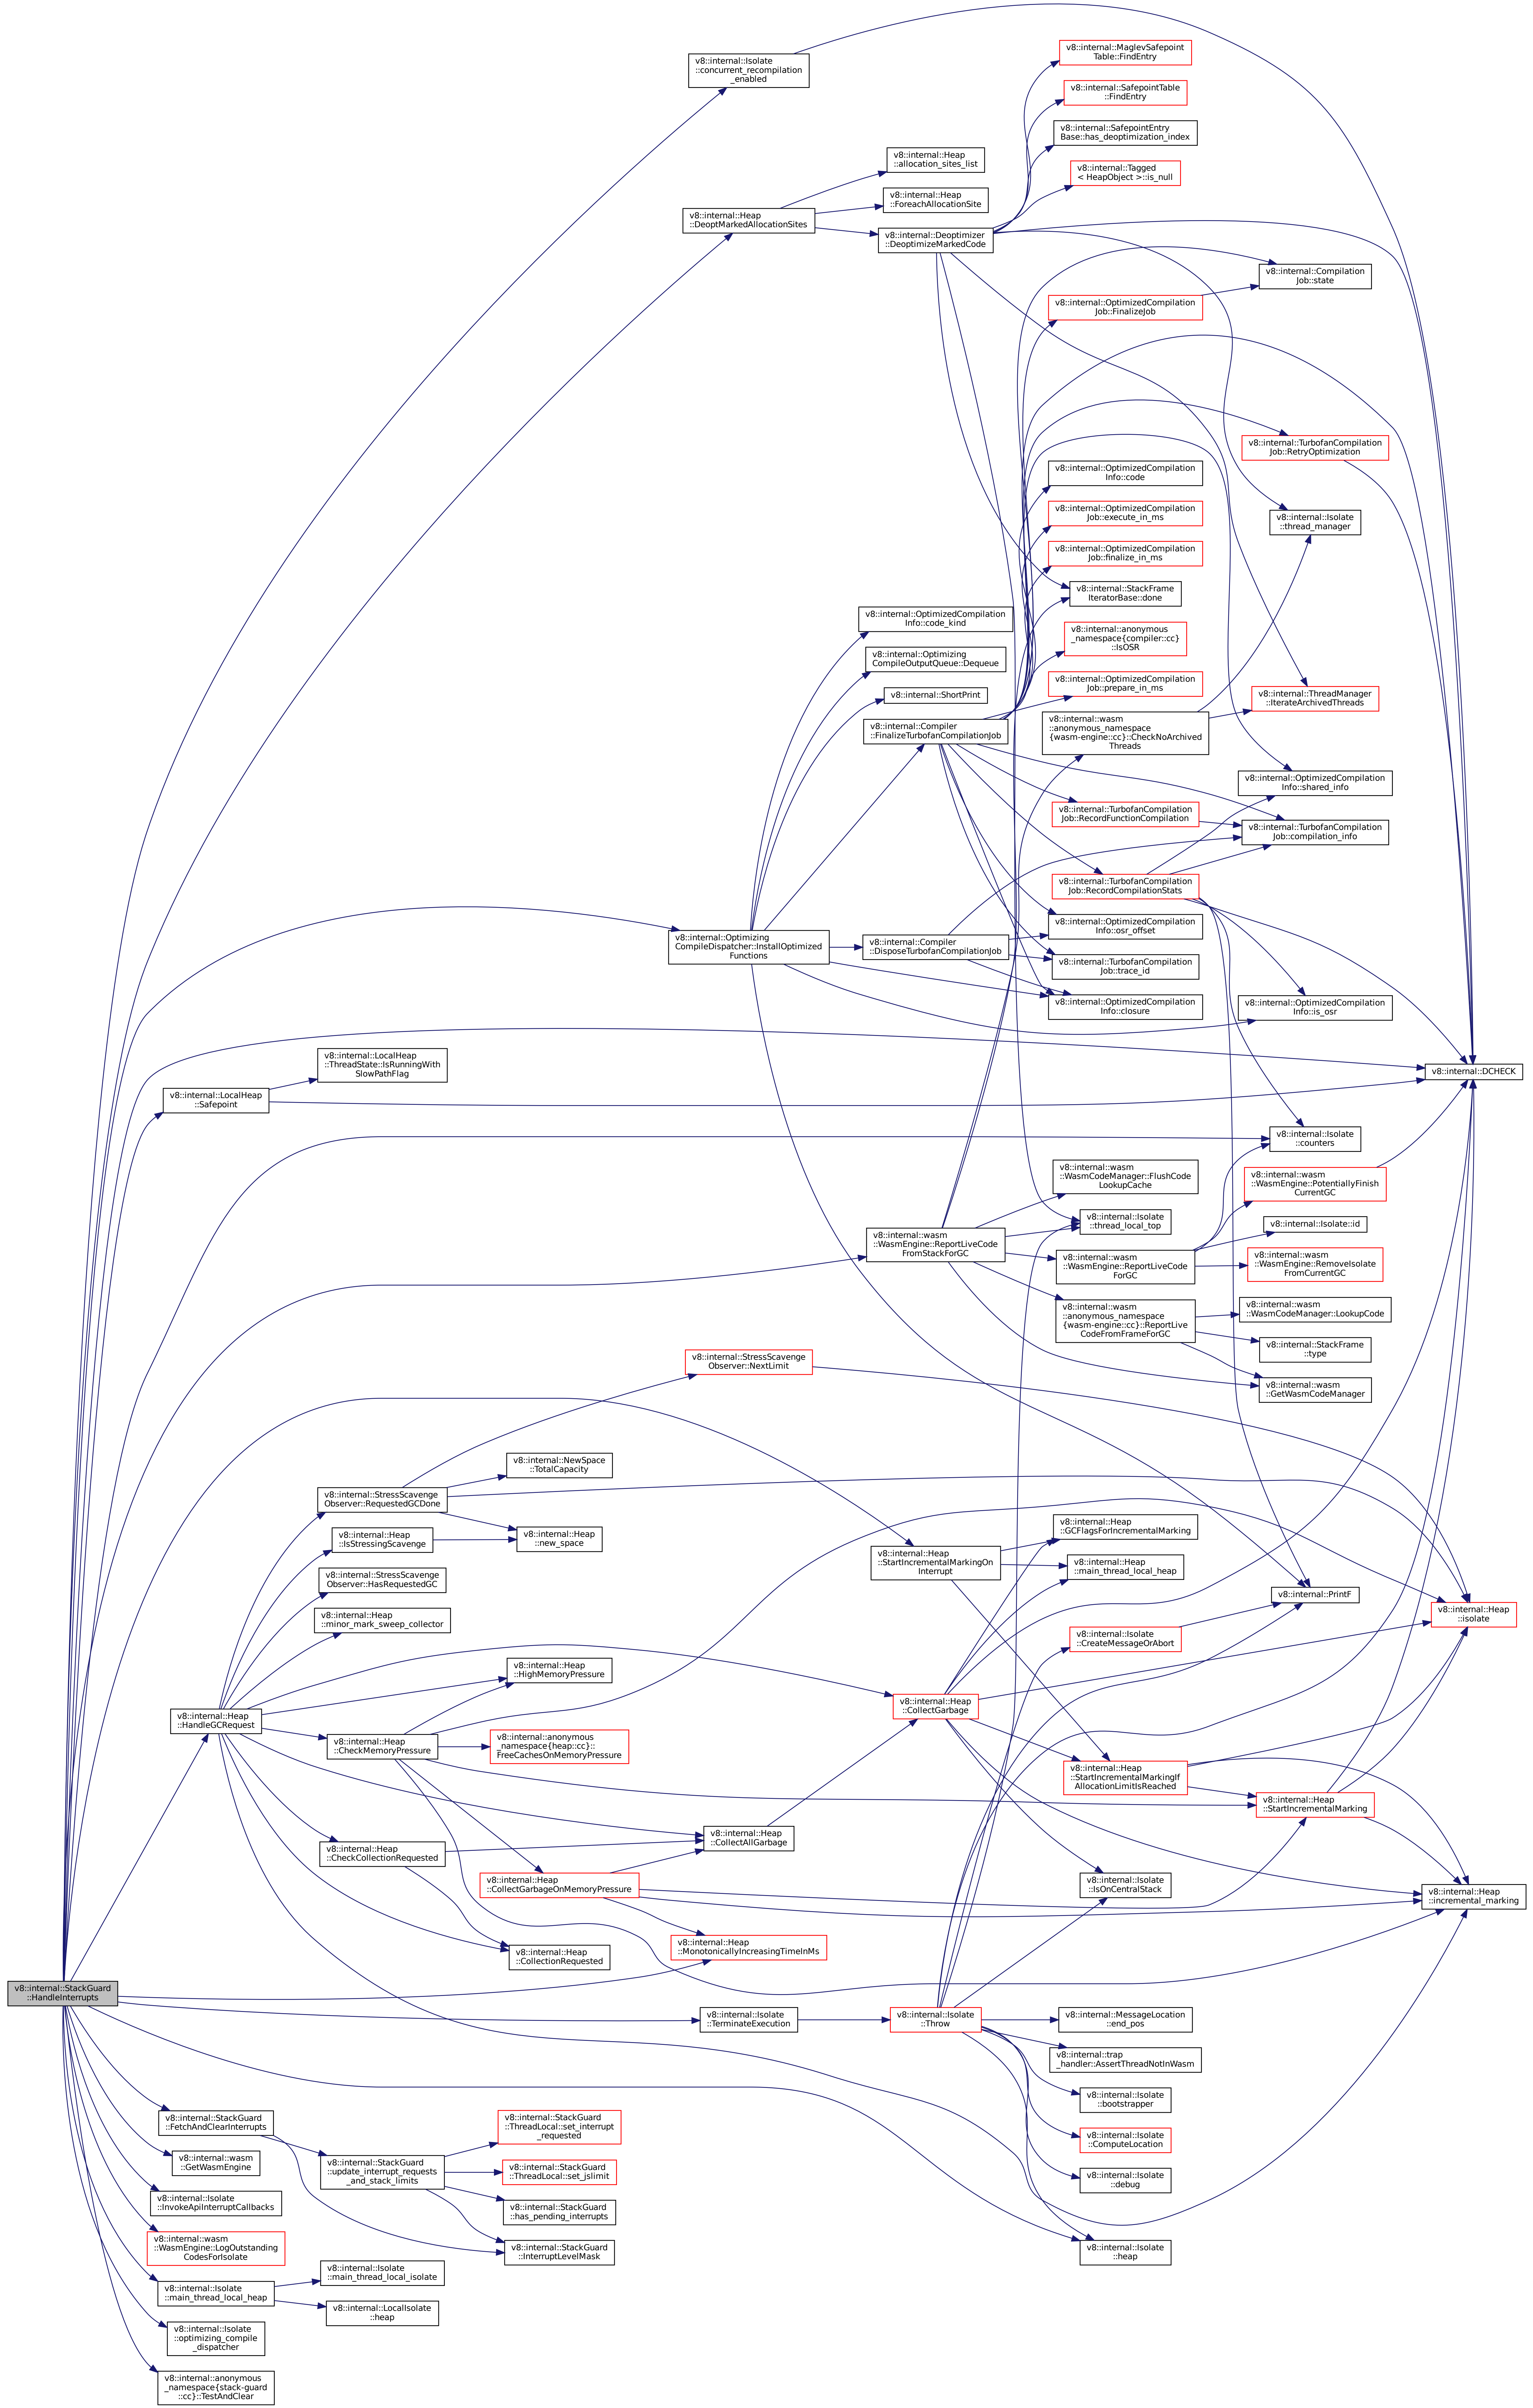 v8::internal::Isolate
::concurrent_recompilation
_enabled
v8::internal::MaglevSafepoint
Table::FindEntry
v8::internal::SafepointTable
::FindEntry
v8::internal::SafepointEntry
Base::has_deoptimization_index
v8::internal::Heap
::allocation_sites_list
v8::internal::Tagged
< HeapObject >::is_null
v8::internal::Heap
::ForeachAllocationSite
v8::internal::Heap
::DeoptMarkedAllocationSites
v8::internal::Deoptimizer
::DeoptimizeMarkedCode
v8::internal::Compilation
Job::state
v8::internal::OptimizedCompilation
Job::FinalizeJob
v8::internal::TurbofanCompilation
Job::RetryOptimization
v8::internal::OptimizedCompilation
Info::code
v8::internal::OptimizedCompilation
Job::execute_in_ms
v8::internal::Isolate
::thread_manager
v8::internal::OptimizedCompilation
Job::finalize_in_ms
v8::internal::StackFrame
IteratorBase::done
v8::internal::OptimizedCompilation
Info::code_kind
v8::internal::anonymous
_namespace{compiler::cc}
::IsOSR
v8::internal::Optimizing
CompileOutputQueue::Dequeue
v8::internal::OptimizedCompilation
Job::prepare_in_ms
v8::internal::ShortPrint
v8::internal::ThreadManager
::IterateArchivedThreads
v8::internal::Compiler
::FinalizeTurbofanCompilationJob
v8::internal::wasm
::anonymous_namespace
{wasm-engine::cc}::CheckNoArchived
Threads
v8::internal::OptimizedCompilation
Info::shared_info
v8::internal::TurbofanCompilation
Job::RecordFunctionCompilation
v8::internal::TurbofanCompilation
Job::compilation_info
v8::internal::TurbofanCompilation
Job::RecordCompilationStats
v8::internal::OptimizedCompilation
Info::osr_offset
v8::internal::Optimizing
CompileDispatcher::InstallOptimized
Functions
v8::internal::Compiler
::DisposeTurbofanCompilationJob
v8::internal::TurbofanCompilation
Job::trace_id
v8::internal::OptimizedCompilation
Info::closure
v8::internal::OptimizedCompilation
Info::is_osr
v8::internal::LocalHeap
::ThreadState::IsRunningWith
SlowPathFlag
v8::internal::DCHECK
v8::internal::LocalHeap
::Safepoint
v8::internal::Isolate
::counters
v8::internal::wasm
::WasmCodeManager::FlushCode
LookupCache
v8::internal::wasm
::WasmEngine::PotentiallyFinish
CurrentGC
v8::internal::Isolate
::thread_local_top
v8::internal::Isolate::id
v8::internal::wasm
::WasmEngine::ReportLiveCode
FromStackForGC
v8::internal::wasm
::WasmEngine::ReportLiveCode
ForGC
v8::internal::wasm
::WasmEngine::RemoveIsolate
FromCurrentGC
v8::internal::wasm
::anonymous_namespace
{wasm-engine::cc}::ReportLive
CodeFromFrameForGC
v8::internal::wasm
::WasmCodeManager::LookupCode
v8::internal::StackFrame
::type
v8::internal::StressScavenge
Observer::NextLimit
v8::internal::wasm
::GetWasmCodeManager
v8::internal::NewSpace
::TotalCapacity
v8::internal::StressScavenge
Observer::RequestedGCDone
v8::internal::Heap
::GCFlagsForIncrementalMarking
v8::internal::Heap
::IsStressingScavenge
v8::internal::Heap
::new_space
v8::internal::Heap
::StartIncrementalMarkingOn
Interrupt
v8::internal::Heap
::main_thread_local_heap
v8::internal::StressScavenge
Observer::HasRequestedGC
v8::internal::PrintF
v8::internal::Heap
::isolate
v8::internal::Heap
::minor_mark_sweep_collector
v8::internal::Isolate
::CreateMessageOrAbort
v8::internal::Heap
::HighMemoryPressure
v8::internal::Heap
::CollectGarbage
v8::internal::Heap
::HandleGCRequest
v8::internal::Heap
::CheckMemoryPressure
v8::internal::anonymous
_namespace{heap::cc}::
FreeCachesOnMemoryPressure
v8::internal::Heap
::StartIncrementalMarkingIf
AllocationLimitIsReached
v8::internal::Heap
::StartIncrementalMarking
v8::internal::Heap
::CollectAllGarbage
v8::internal::Heap
::CheckCollectionRequested
v8::internal::Heap
::CollectGarbageOnMemoryPressure
v8::internal::Isolate
::IsOnCentralStack
v8::internal::Heap
::incremental_marking
v8::internal::Heap
::MonotonicallyIncreasingTimeInMs
v8::internal::Heap
::CollectionRequested
v8::internal::StackGuard
::HandleInterrupts
v8::internal::Isolate
::TerminateExecution
v8::internal::Isolate
::Throw
v8::internal::MessageLocation
::end_pos
v8::internal::trap
_handler::AssertThreadNotInWasm
v8::internal::Isolate
::bootstrapper
v8::internal::StackGuard
::FetchAndClearInterrupts
v8::internal::StackGuard
::ThreadLocal::set_interrupt
_requested
v8::internal::Isolate
::ComputeLocation
v8::internal::wasm
::GetWasmEngine
v8::internal::StackGuard
::update_interrupt_requests
_and_stack_limits
v8::internal::StackGuard
::ThreadLocal::set_jslimit
v8::internal::Isolate
::debug
v8::internal::Isolate
::InvokeApiInterruptCallbacks
v8::internal::StackGuard
::has_pending_interrupts
v8::internal::wasm
::WasmEngine::LogOutstanding
CodesForIsolate
v8::internal::StackGuard
::InterruptLevelMask
v8::internal::Isolate
::heap
v8::internal::Isolate
::main_thread_local_isolate
v8::internal::Isolate
::main_thread_local_heap
v8::internal::LocalIsolate
::heap
v8::internal::Isolate
::optimizing_compile
_dispatcher
v8::internal::anonymous
_namespace{stack-guard
::cc}::TestAndClear